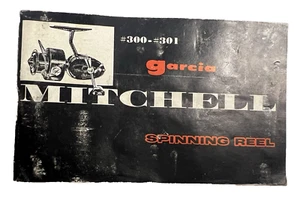 #300-#301
garcia
MITCHELL
SPINNING REEL